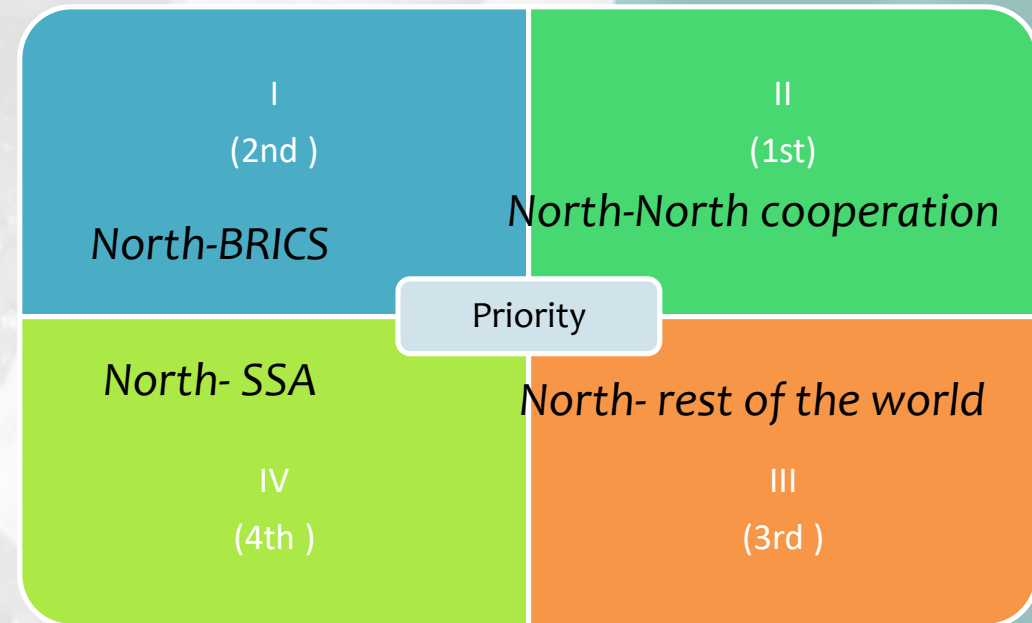 I
(2nd )
North-BRICS
II
(1st)
North-North cooperation
Priority
North- SSA
IV
(4th )
North- rest of the world
III
(3rd )